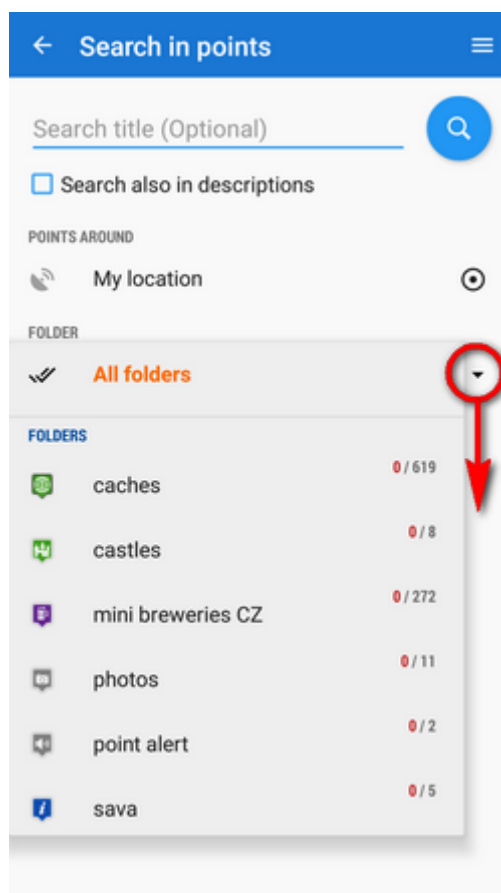 Search in points
Search title (Optional)
Search also in descriptions
POINTS AROUND
My location
FOLDER
All folders
FOLDERS
caches 0 / 619
castles 0 / 8
mini breweries CZ 0 / 272
photos 0 / 11
point alert 0 / 2
sava 0 / 5